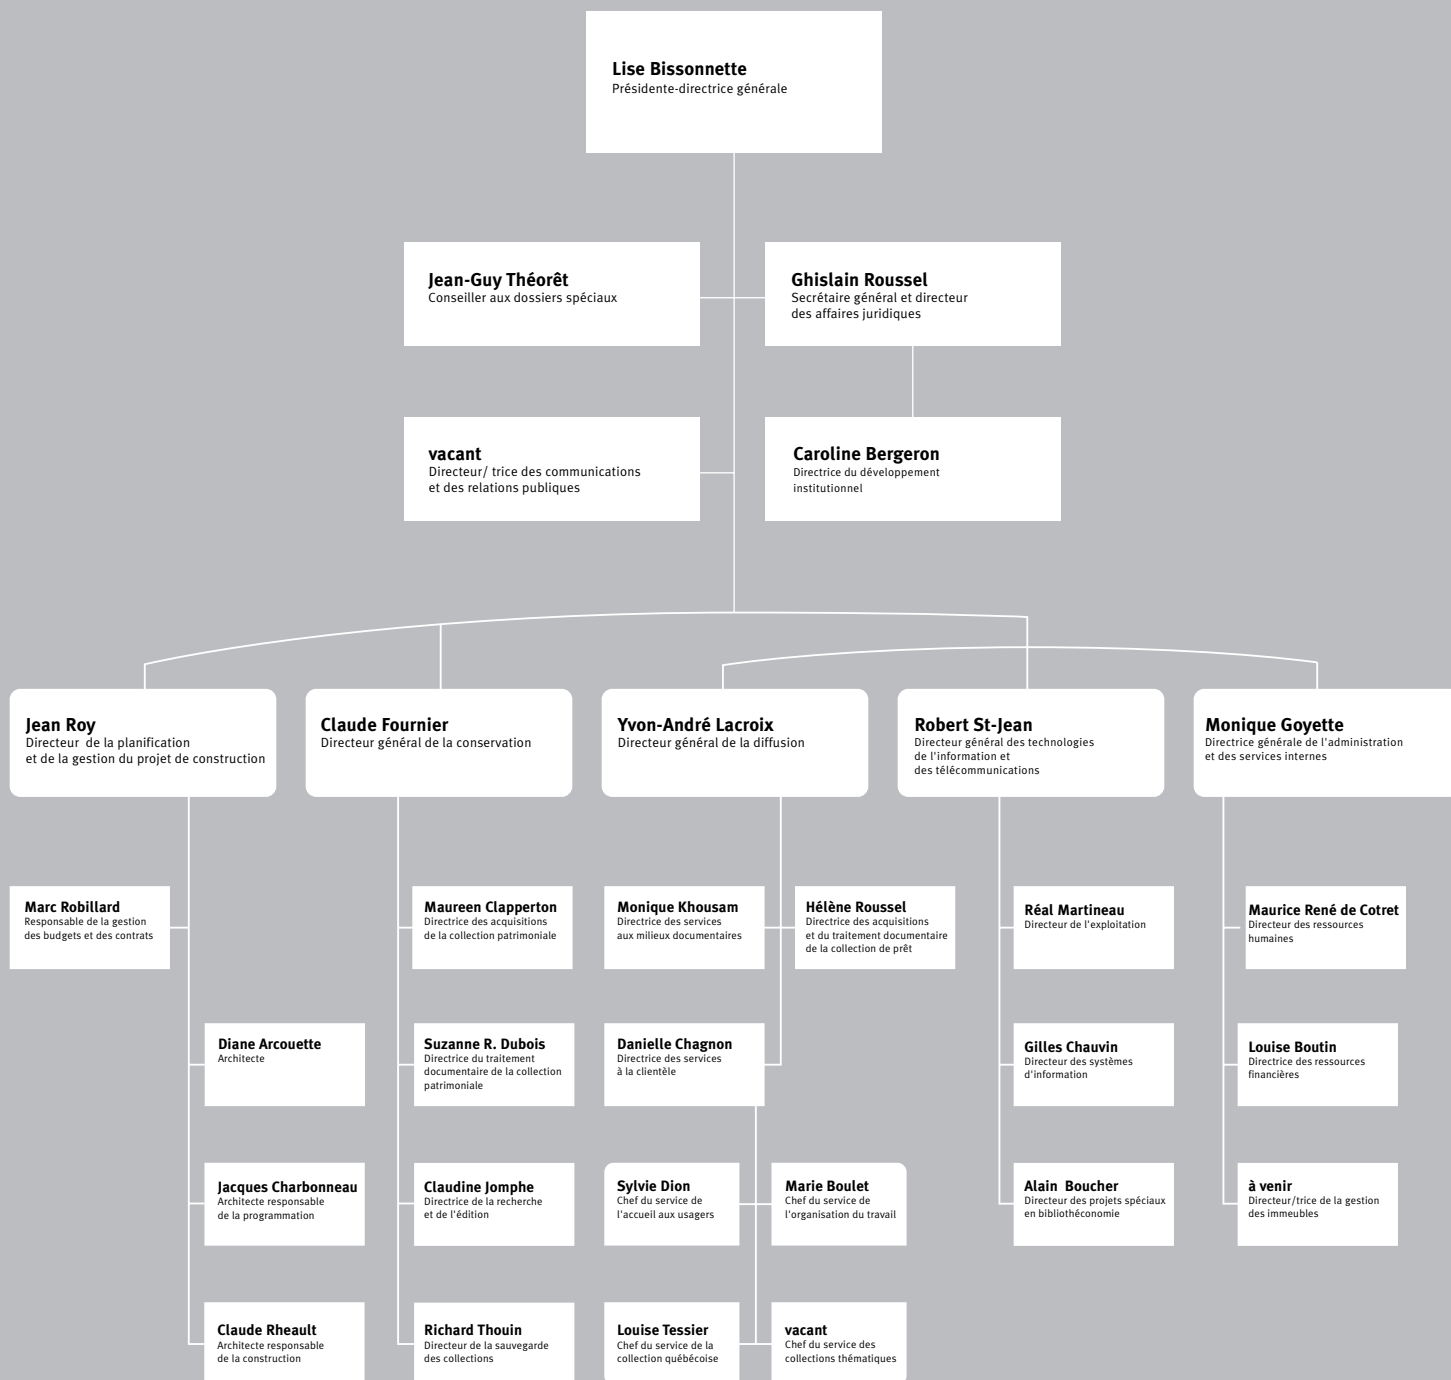 Lise Bissonnette
Présidente-directrice générale
Jean-Guy Théorêt
Conseiller aux dossiers spéciaux
Ghislain Roussel
Secrétaire général et directeur
des affaires juridiques
vacant
Directeur/ trice des communications
et des relations publiques
Caroline Bergeron
Directrice du développement
institutionnel
Jean Roy
Directeur de la planification
et de la gestion du projet de construction
Claude Fournier
Directeur général de la conservation
Yvon-André Lacroix
Directeur général de la diffusion
Robert St-Jean
Directeur général des technologies
de l'information et
des télécommunications
Monique Goyette
Directrice générale de l'administration
et des services internes
Marc Robillard
Responsable de la gestion
des budgets et des contrats
Maureen Clapperton
Directrice des acquisitions
de la collection patrimoniale
Monique Khousam
Directrice des services
aux milieux documentaires
Hélène Roussel
Directrice des acquisitions
et du traitement documentaire
de la collection de prêt
Réal Martineau
Directeur de l'exploitation
Maurice René de Cotret
Directeur des ressources
humaines
Diane Arcouette
Architecte
Suzanne R. Dubois
Directrice du traitement
documentaire de la collection
patrimoniale
Danielle Chagnon
Directrice des services
à la clientèle
Gilles Chauvin
Directeur des systèmes
d'information
Louise Boutin
Directrice des ressources
financières
Jacques Charbonneau
Architecte responsable
de la programmation
Claudine Jomphe
Directrice de la recherche
et de l'édition
Sylvie Dion
Chef du service de
l'accueil aux usagers
Marie Boulet
Chef du service de
l'organisation du travail
Alain Boucher
Directeur des projets spéciaux
en bibliothéconomie
à venir
Directeur/trice de la gestion
des immeubles
Claude Rheault
Architecte responsable
de la construction
Richard Thouin
Directeur de la sauvegarde
des collections
Louise Tessier
Chef du service de la
collection québécoise
vacant
Chef du service des
collections thématiques